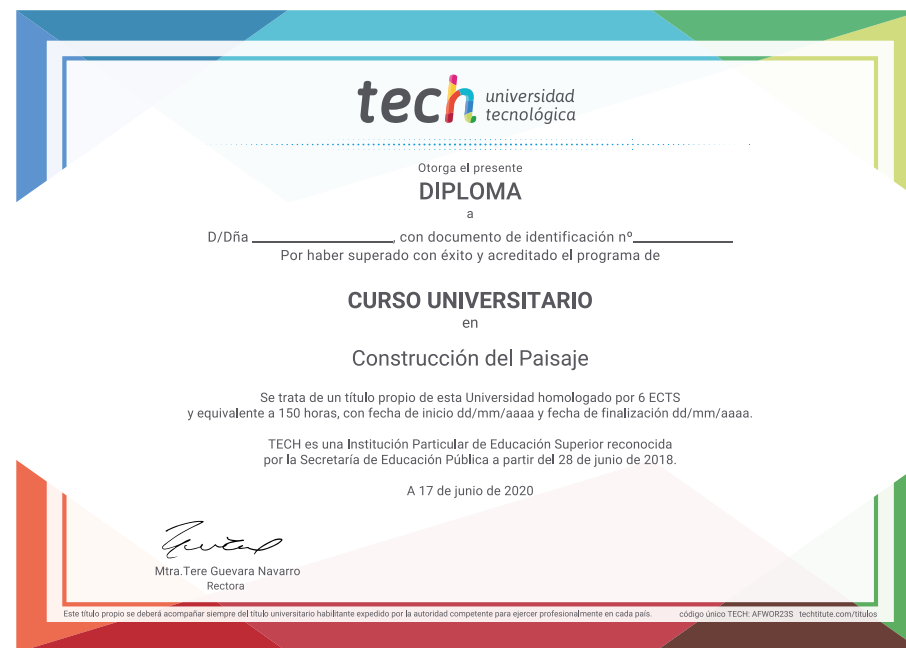 tech universidad
tecnológica
Otorga el presente
DIPLOMA
a
D/Dña ____________________, con documento de identificación nº______________
Por haber superado con éxito y acreditado el programa de
CURSO UNIVERSITARIO
en
Construcción del Paisaje
Se trata de un título propio de esta Universidad homologado por 6 ECTS
y equivalente a 150 horas, con fecha de inicio dd/mm/aaaa y fecha de finalización dd/mm/aaaa.
TECH es una Institución Particular de Educación Superior reconocida
por la Secretaría de Educación Pública a partir del 28 de junio de 2018.
A 17 de junio de 2020
Mtra.Tere Guevara Navarro
Rectora
Este título propio se deberá acompañar siempre del título universitario habilitante expedido por la autoridad competente para ejercer profesionalmente en cada país. código único TECH: AFWOR23S techtitute.com/titulos